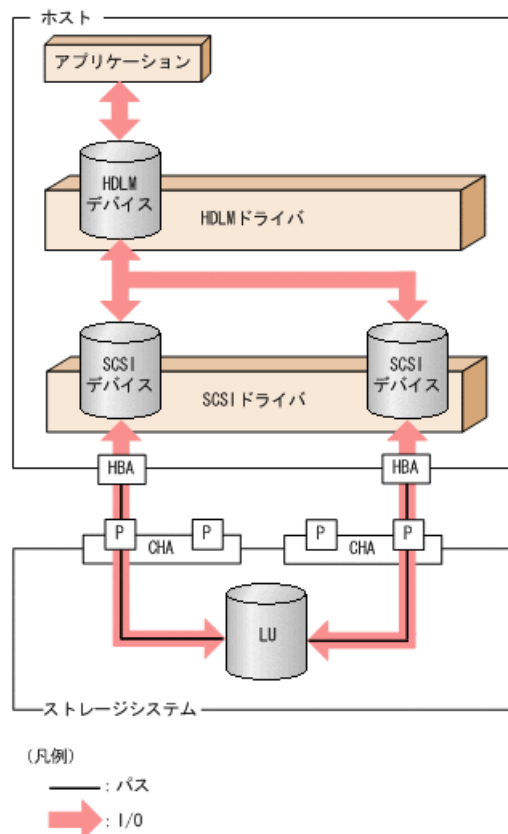 ホスト
アプリケーション
HDLM
デバイス
HDLMドライバ
SCSI
デバイス
SCSIドライバ
SCSI
デバイス
HBA
HBA
P
P
CHA
P
P
CHA
LU
ストレージシステム
(凡例)
: パス
: I/O